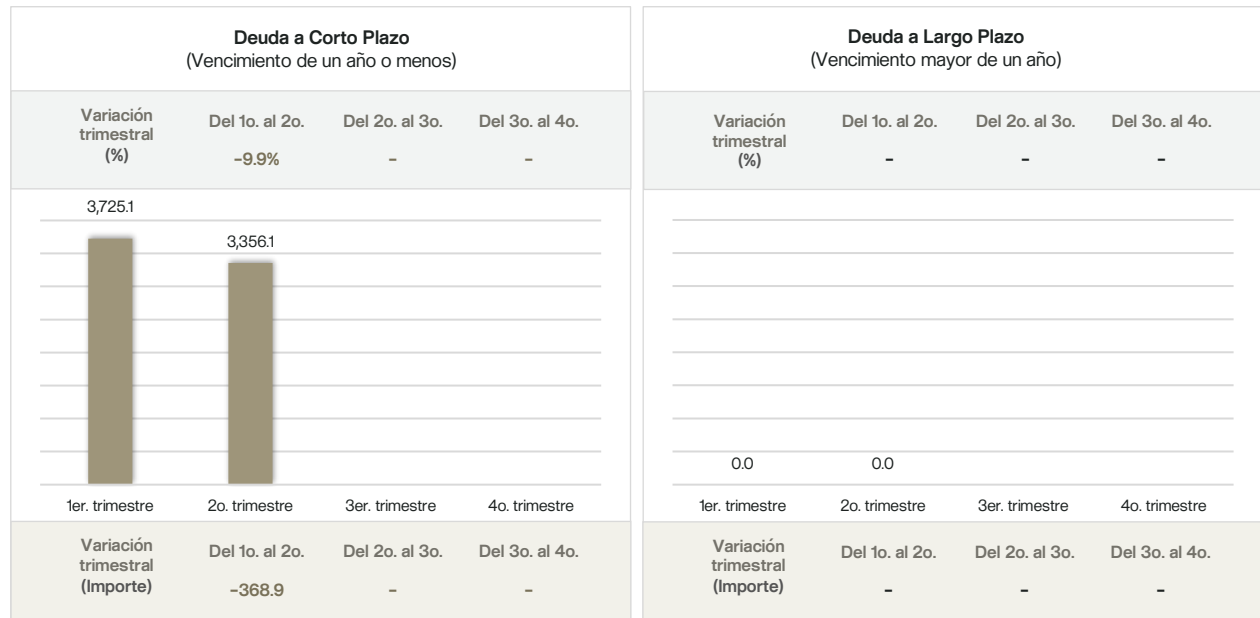 Deuda a Corto Plazo
(Vencimiento de un año o menos)
Variación
trimestral
(%)
Del 1o. al 2o.
Del 2o. al 3o.
Del 3o. al 4o.
-9.9%
-
-
3,725.1
3,356.1
1er. trimestre
2o. trimestre
3er. trimestre
4o. trimestre
Variación
trimestral
(Importe)
Del 1o. al 2o.
Del 2o. al 3o.
Del 3o. al 4o.
-368.9
-
-
Deuda a Largo Plazo
(Vencimiento mayor de un año)
Variación
trimestral
(%)
Del 1o. al 2o.
Del 2o. al 3o.
Del 3o. al 4o.
-
-
-
0.0
0.0
1er. trimestre
2o. trimestre
3er. trimestre
4o. trimestre
Variación
trimestral
(Importe)
Del 1o. al 2o.
Del 2o. al 3o.
Del 3o. al 4o.
-
-
-